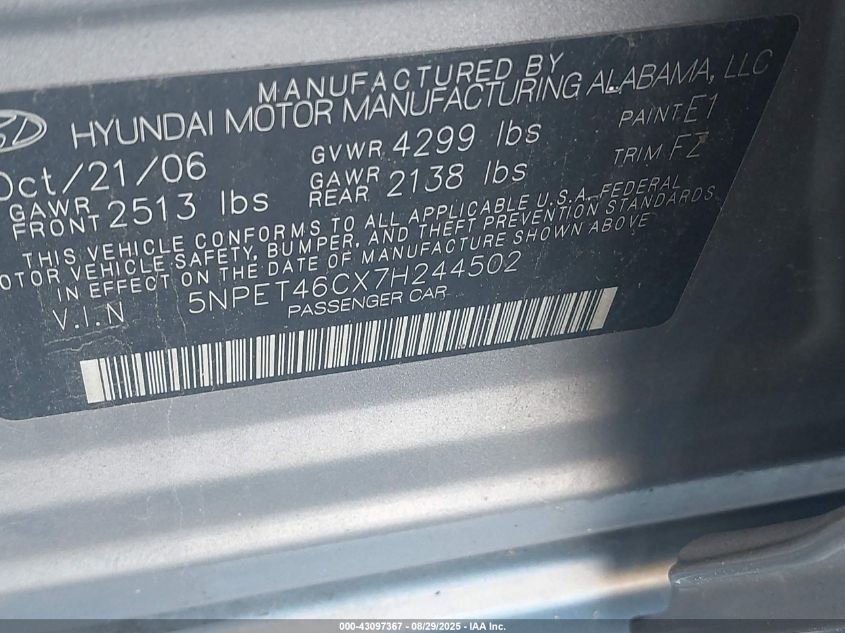 MANUFACTURED BY
HYUNDAI MOTOR MANUFACTURING ALABAMA, LLC
Oct/21/06
GVWR 4299 lbs
PAINT E1
GAWR FRONT 2513 lbs
GAWR REAR 2138 lbs
TRIM FZ
THIS VEHICLE CONFORMS TO ALL APPLICABLE U.S.A. FEDERAL
MOTOR VEHICLE SAFETY, BUMPER, AND THEFT PREVENTION STANDARDS
IN EFFECT ON THE DATE OF MANUFACTURE SHOWN ABOVE
V.I.N 5NPET46CX7H244502
PASSENGER CAR
000-43097367 - 08/29/2025 - IAA Inc.